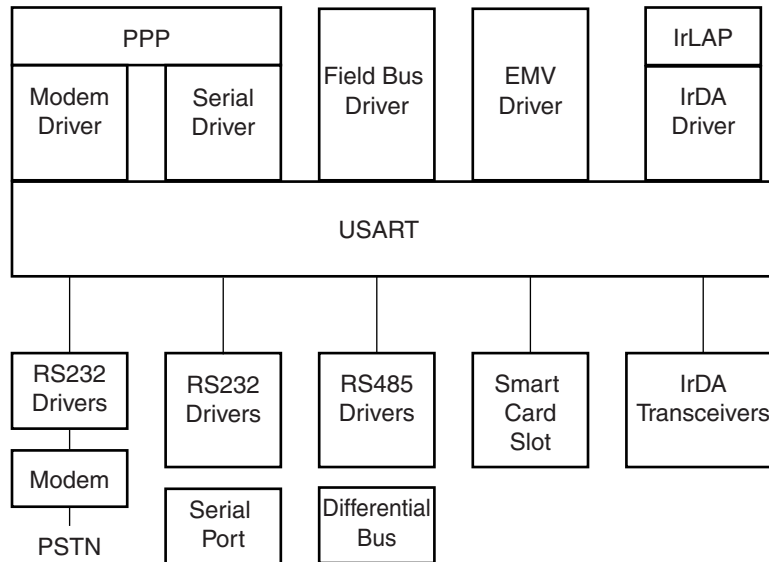 PPP
IrLAP
Modem
Driver
Serial
Driver
Field Bus
Driver
EMV
Driver
IrDA
Driver
USART
RS232
Drivers
RS232
Drivers
RS485
Drivers
Smart
Card
Slot
IrDA
Transceivers
Modem
PSTN
Serial
Port
Differential
Bus